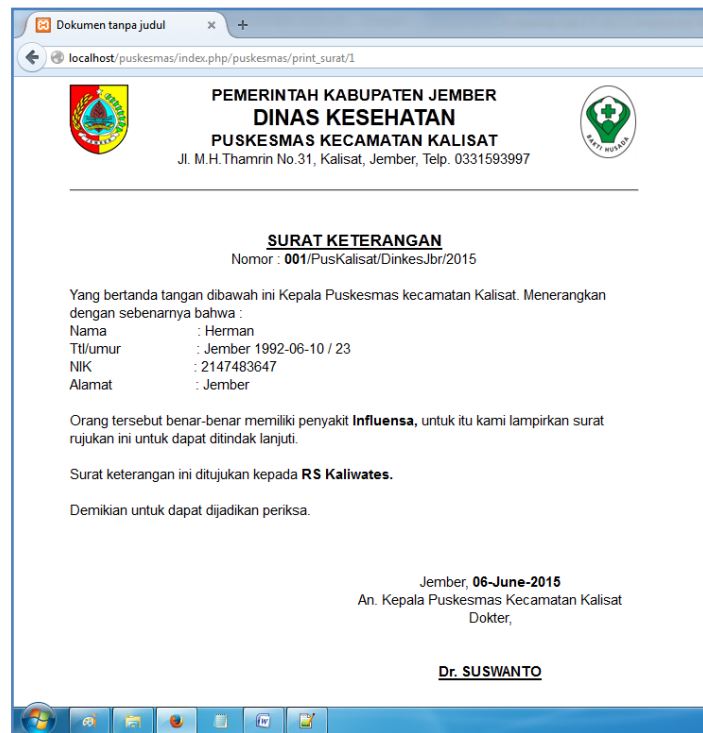 Dokumen tanpa judul
localhost/puskesmas/index.php/puskesmas/print_surat/1
PEMERINTAH KABUPATEN JEMBER
DINAS KESEHATAN
PUSKESMAS KECAMATAN KALISAT
Jl. M.H.Thamrin No.31, Kalisat, Jember, Telp. 0331593997
BAKTI HUSADA
SURAT KETERANGAN
Nomor : 001/PusKalisat/DinkesJbr/2015
Yang bertanda tangan dibawah ini Kepala Puskesmas kecamatan Kalisat. Menerangkan
dengan sebenarnya bahwa :
Nama : Herman
Ttl/umur : Jember 1992-06-10 / 23
NIK : 2147483647
Alamat : Jember
Orang tersebut benar-benar memiliki penyakit Influensa, untuk itu kami lampirkan surat
rujukan ini untuk dapat ditindak lanjuti.
Surat keterangan ini ditujukan kepada RS Kaliwates.
Demikian untuk dapat dijadikan periksa.
Jember, 06-June-2015
An. Kepala Puskesmas Kecamatan Kalisat
Dokter,
Dr. SUSWANTO